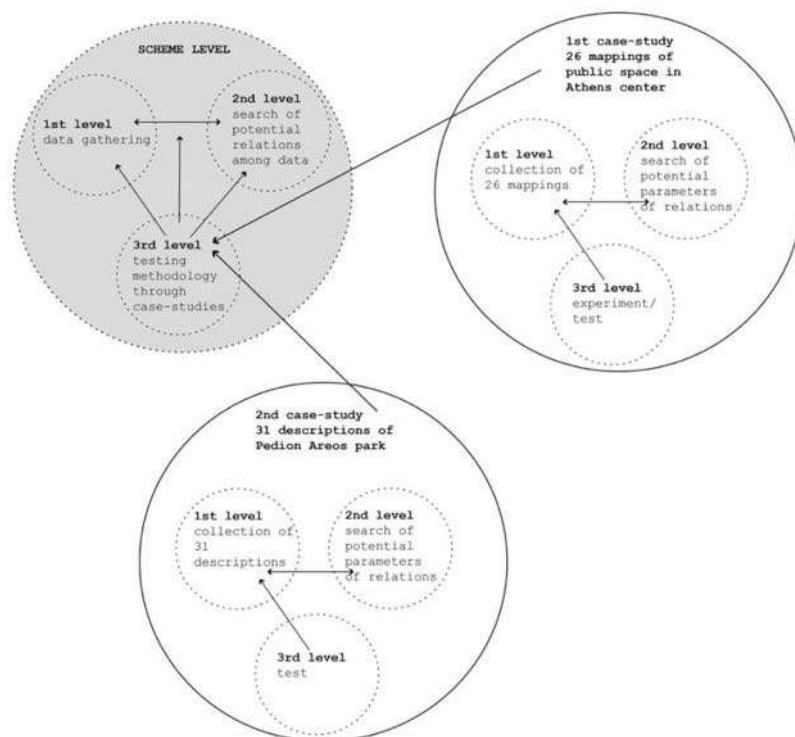 SCHEME LEVEL
1st level
data gathering
2nd level
search of
potential
relations
among data
3rd level
testing
methodology
through
case-studies
1st case-study
26 mappings of
public space in
Athens center
1st level
collection of
26 mappings
2nd level
search of
potential
parameters
of relations
3rd level
experiment/
test
2nd case-study
31 descriptions of
Pedion Areos park
1st level
collection of
31
descriptions
2nd level
search of
potential
parameters
of relations
3rd level
test